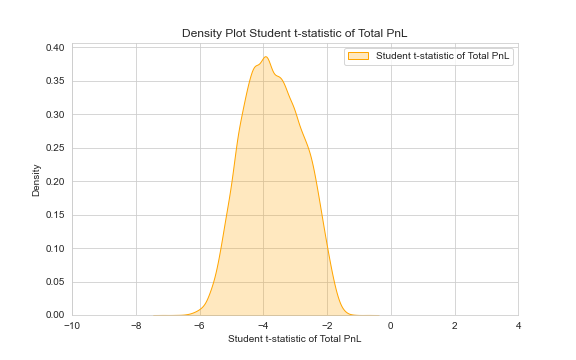 Density Plot Student t-statistic of Total PnL
Student t-statistic of Total PnL
0.40
0.35
0.30
0.25
0.20
0.15
0.10
0.05
0.00
Density
−10 −8 −6 −4 −2 0 2 4
Student t-statistic of Total PnL